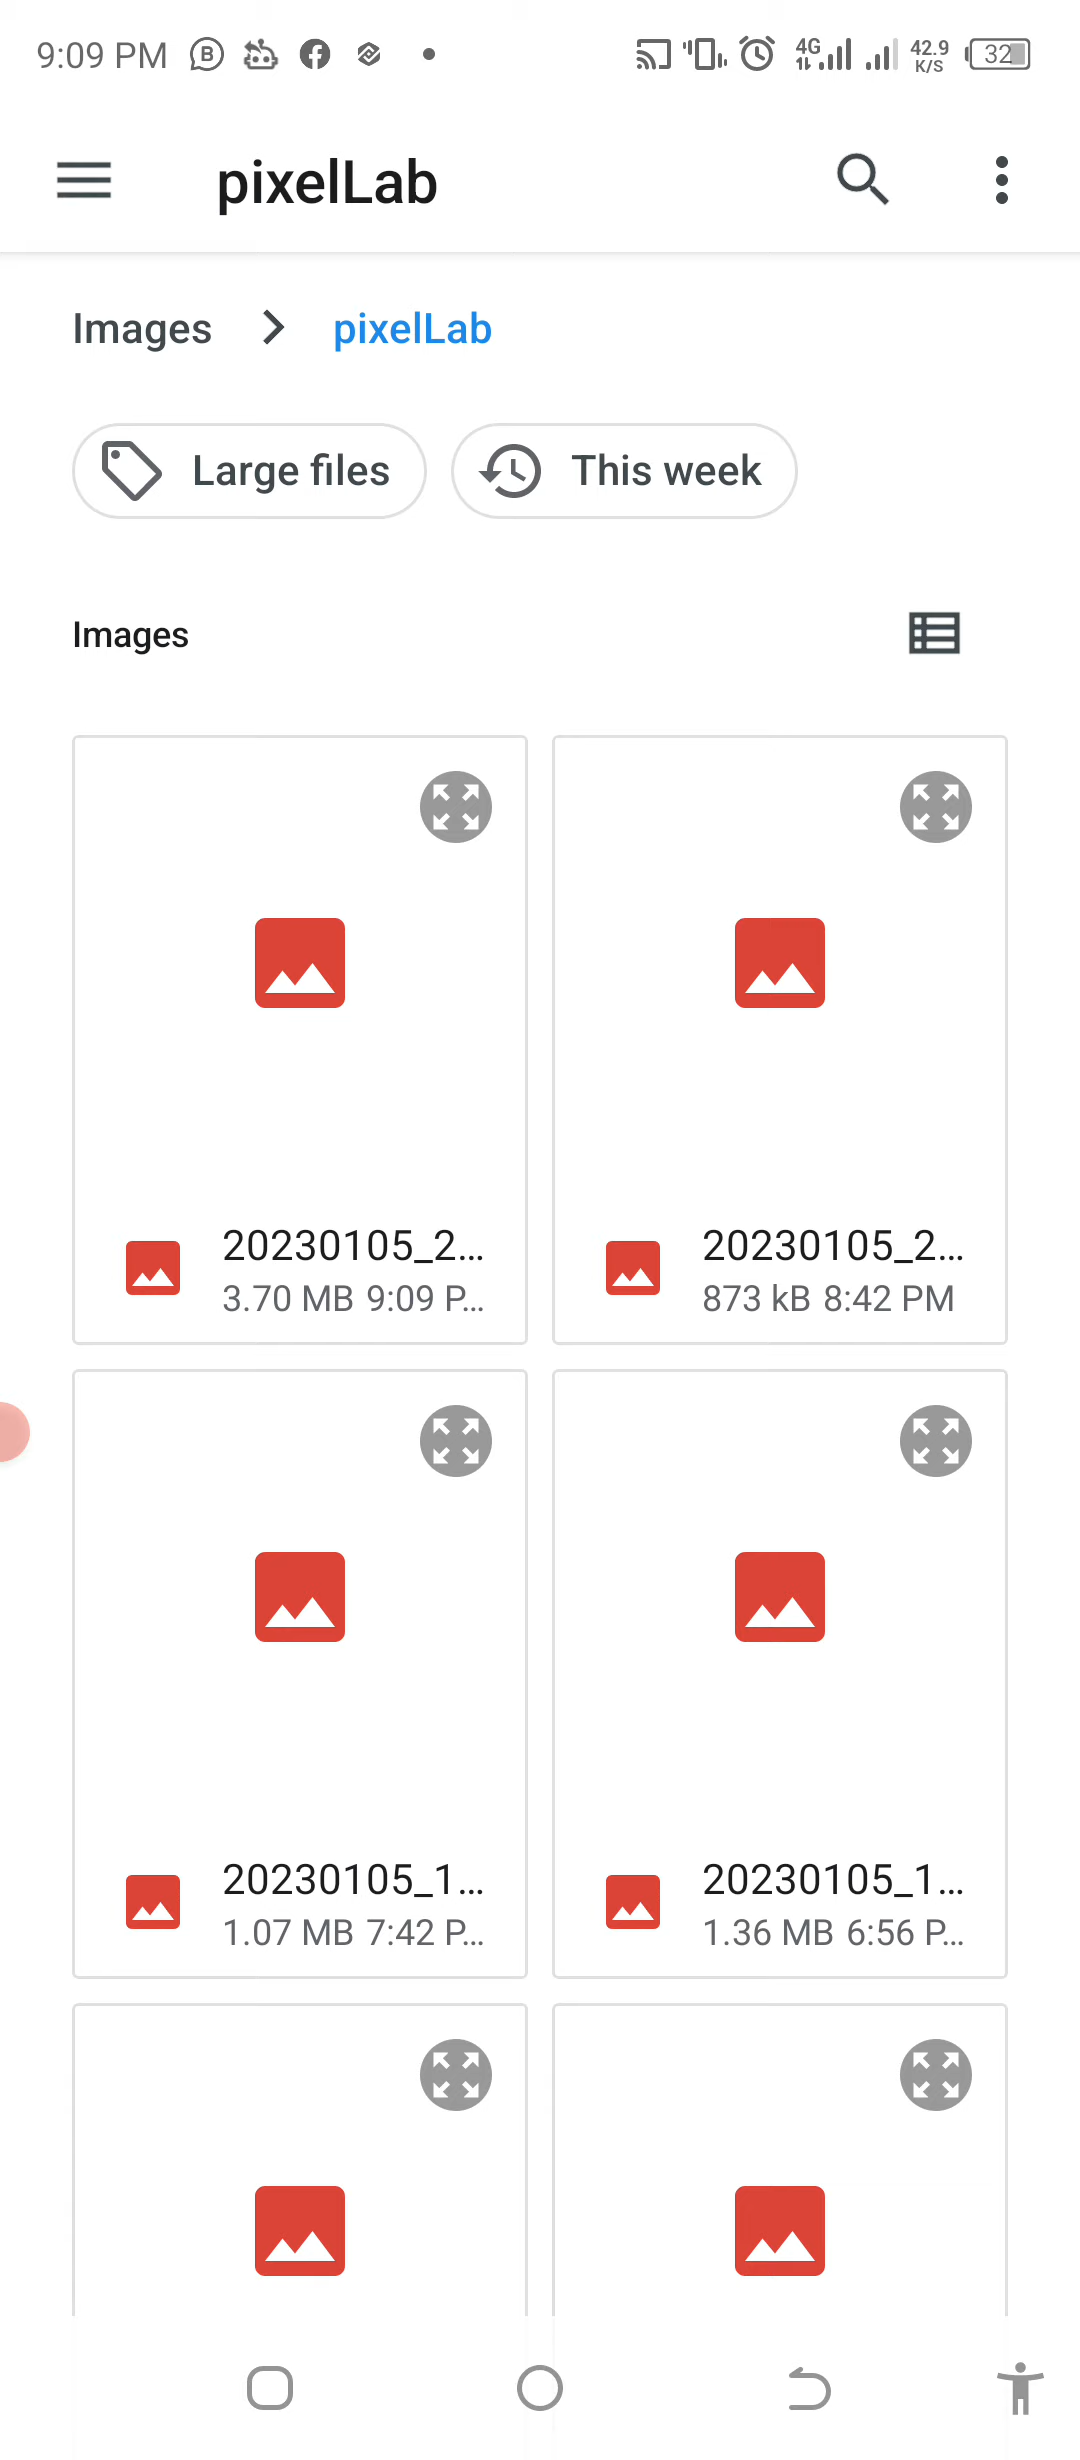 9:09 PM
4G
42.9
K/S
32
pixelLab
Images
pixelLab
Large files
This week
Images
20230105_2...
3.70 MB 9:09 P...
20230105_2...
873 kB 8:42 PM
20230105_1...
1.07 MB 7:42 P...
20230105_1...
1.36 MB 6:56 P...